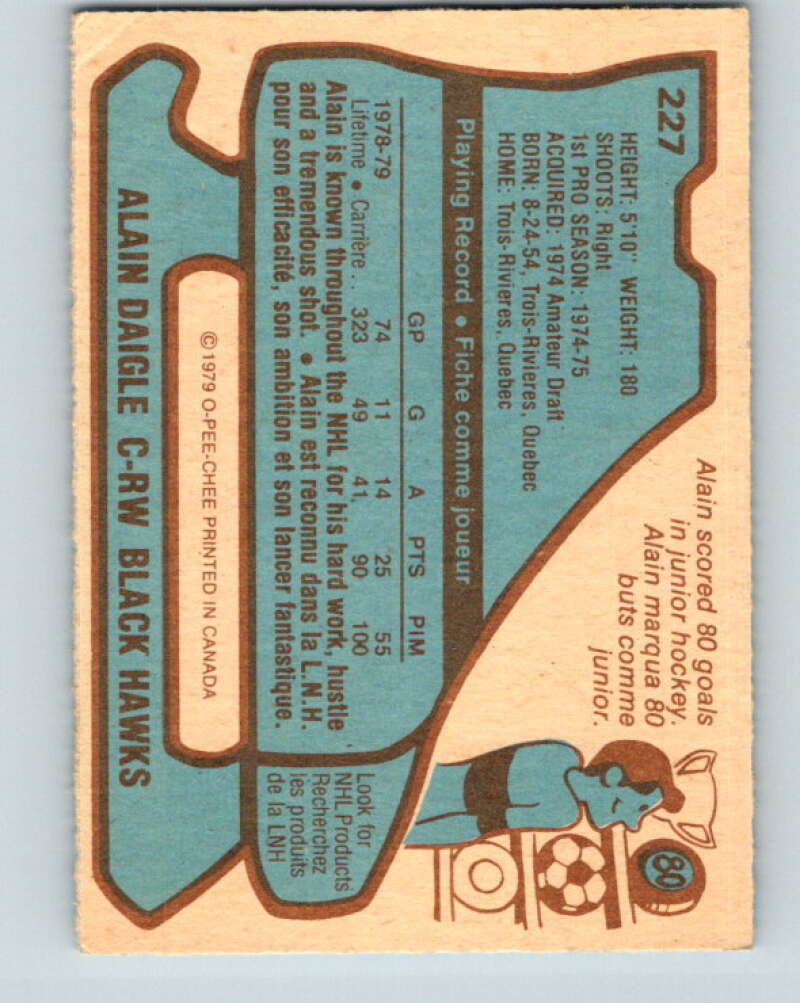 227
HEIGHT: 5'10" WEIGHT: 180
SHOOTS: Right
1st PRO SEASON: 1974-75
ACQUIRED: 1974 Amateur Draft
BORN: 8-24-54, Trois-Rivieres, Quebec
HOME: Trois-Rivieres, Quebec
Alain scored 80 goals
in junior hockey.
Alain marqua 80
buts comme
junior.
80
Playing Record • Fiche comme joueur
GP G A PTS PIM
1978-79 74 11 14 25 55
Lifetime • Carrière . . 323 49 41 90 100
Alain is known throughout the NHL for his hard work, hustle
and a tremendous shot. • Alain est reconnu dans la L.N.H.
pour son efficacité, son ambition et son lancer fantastique.
Look for
NHL Products
Recherchez
les produits
de la LNH
©1979 O-PEE-CHEE PRINTED IN CANADA
ALAIN DAIGLE C-RW BLACK HAWKS